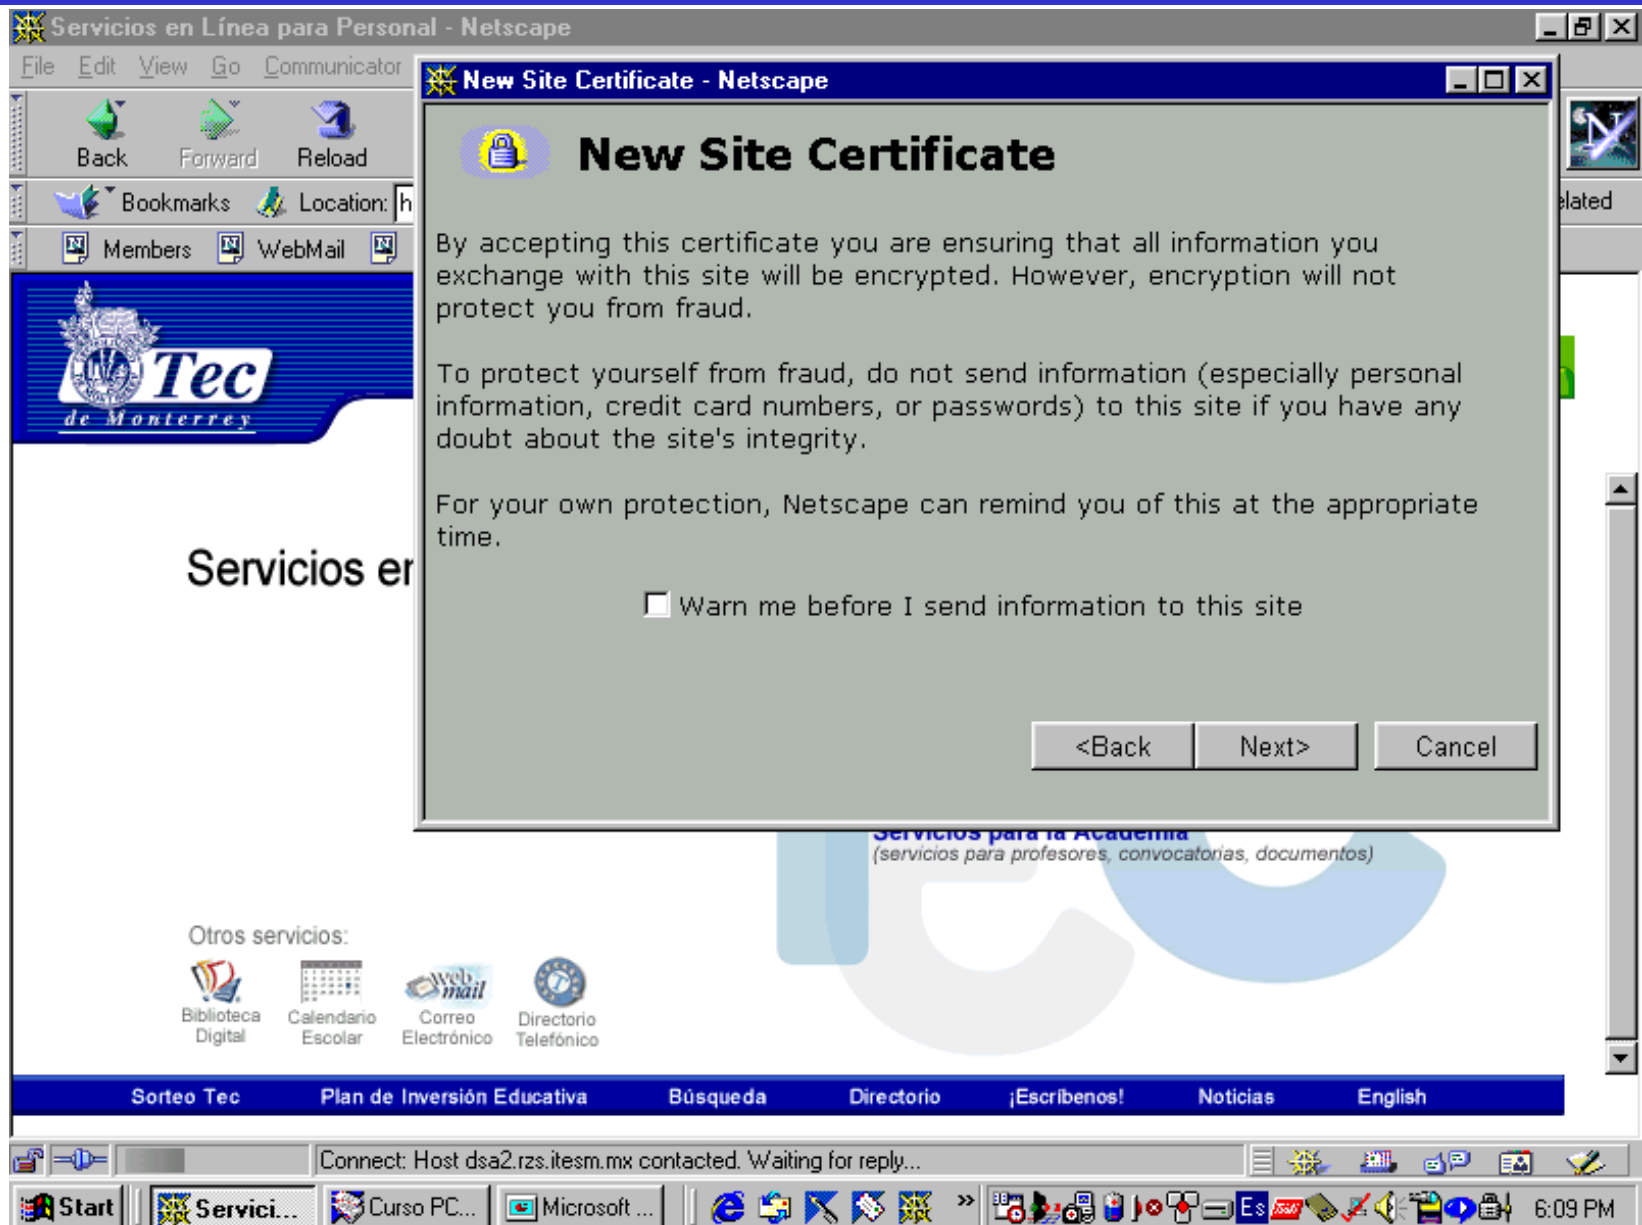 Servicios en Línea para Personal - Netscape
File Edit View Go Communicator
New Site Certificate - Netscape
Back Forward Reload
Bookmarks Location: h
elated
Members WebMail
New Site Certificate
By accepting this certificate you are ensuring that all information you
exchange with this site will be encrypted. However, encryption will not
protect you from fraud.
To protect yourself from fraud, do not send information (especially personal
information, credit card numbers, or passwords) to this site if you have any
doubt about the site's integrity.
For your own protection, Netscape can remind you of this at the appropriate
time.
Warn me before I send information to this site
<Back Next> Cancel
Tec
de Monterrey
Servicios en
Servicios para la Academia
(servicios para profesores, convocatorias, documentos)
Otros servicios:
web
mail
Biblioteca
Digital
Calendario
Escolar
Correo
Electrónico
Directorio
Telefónico
Sorteo Tec Plan de Inversión Educativa Búsqueda Directorio ¡Escríbenos! Noticias English
Connect: Host dsa2.rzs.itesm.mx contacted. Waiting for reply...
Start Servici... Curso PC... Microsoft ... » Es 6:09 PM